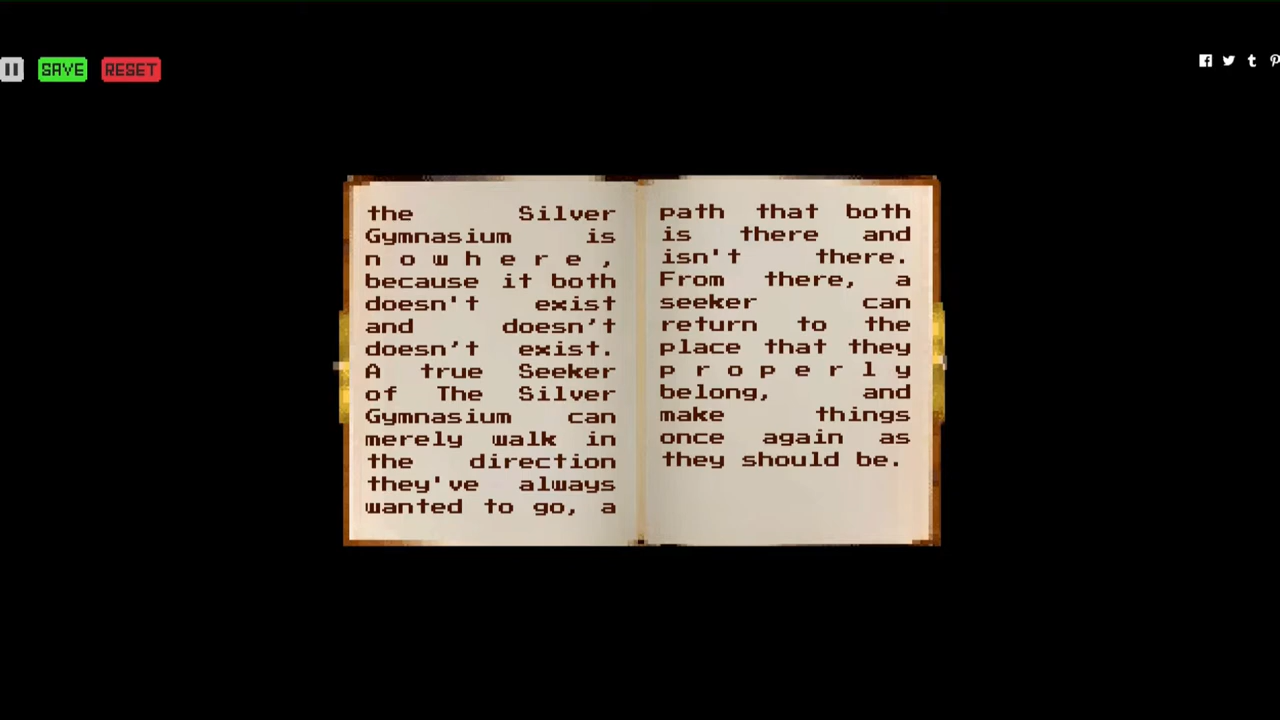 SAVE RESET
the Silver
Gymnasium is
nowhere,
because it both
doesn't exist
and doesn’t
doesn’t exist.
A true Seeker
of The Silver
Gymnasium can
merely walk in
the direction
they've always
wanted to go, a
path that both
is there and
isn't there.
From there, a
seeker can
return to the
place that they
properly
belong, and
make things
once again as
they should be.